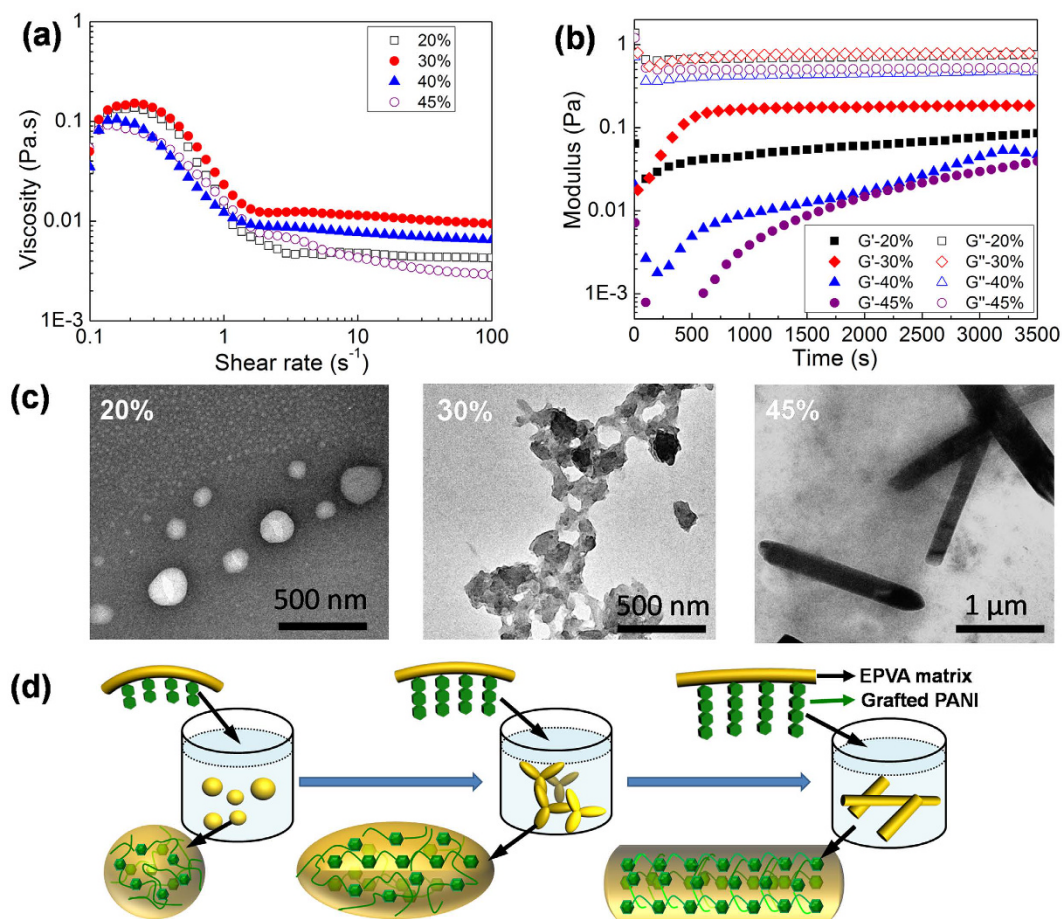 (a)
Viscosity (Pa.s)
1
0.1
0.01
1E-3
0.1
1
10
100
Shear rate (s⁻¹)
20%
30%
40%
45%
(b)
Modulus (Pa)
1
0.1
0.01
1E-3
0
500
1000
1500
2000
2500
3000
3500
Time (s)
G'-20% G"-20%
G'-30% G"-30%
G'-40% G"-40%
G'-45% G"-45%
(c)
20%
500 nm
30%
500 nm
45%
1 μm
(d)
EPVA matrix
Grafted PANI